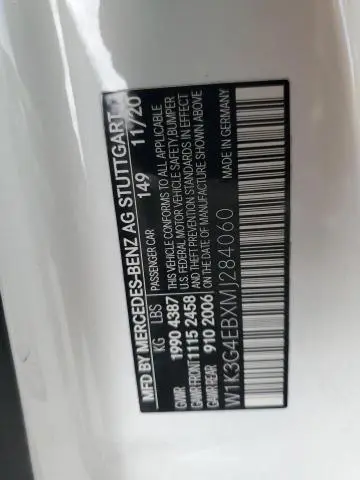 MFD BY MERCEDES-BENZ AG STUTTGART
11/20
KG LBS PASSENGER CAR 149
GVWR 1990 4387
GAWR FRONT 1115 2458
GAWR REAR 910 2006
THIS VEHICLE CONFORMS TO ALL APPLICABLE
U.S. FEDERAL MOTOR VEHICLE SAFETY, BUMPER
AND THEFT PREVENTION STANDARDS IN EFFECT
ON THE DATE OF MANUFACTURE SHOWN ABOVE
W1K3G4EBXMJ284060
MADE IN GERMANY